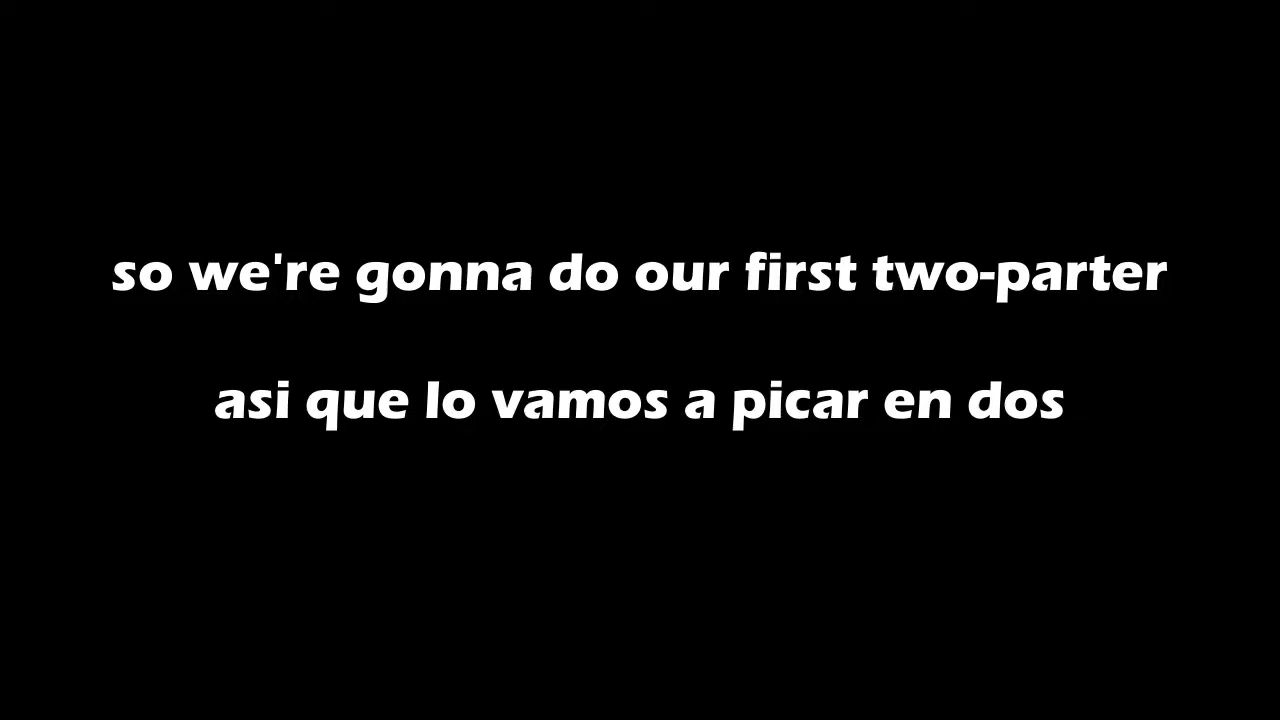 so we're gonna do our first two-parter
asi que lo vamos a picar en dos